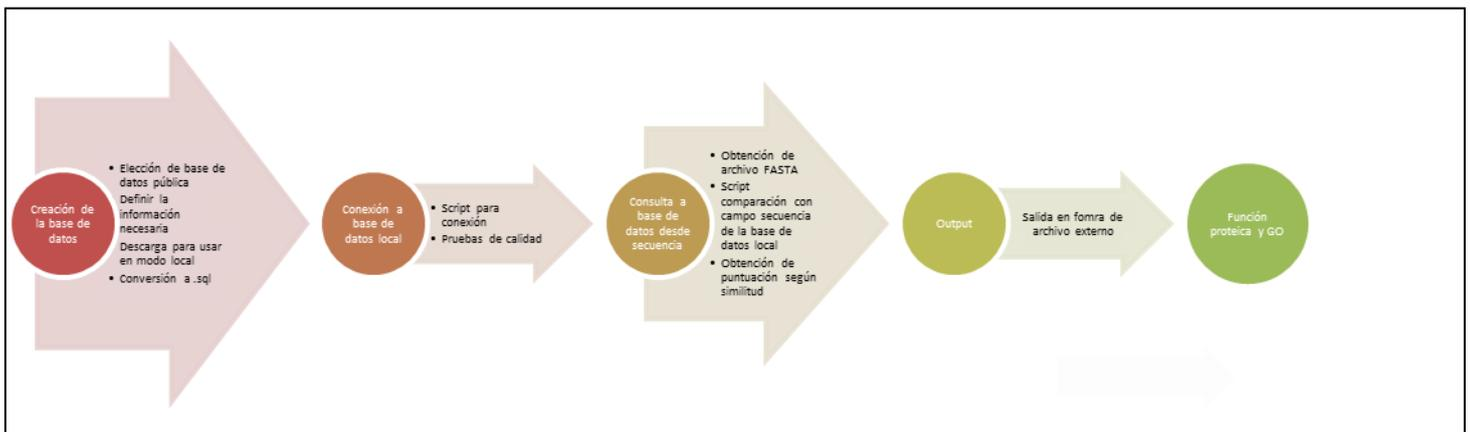 Creación de
la base de
datos
• Elección de base de
datos pública
Definir la
información
necesaria
Descarga para usar
en modo local
• Conversión a .sql
Conexión a
base de
datos local
• Script para
conexión
• Pruebas de calidad
Consulta a
base de
datos desde
secuencia
• Obtención de
archivo FASTA
• Script
comparación con
campo secuencia
de la base de
datos local
• Obtención de
puntuación según
similitud
Output
Salida en fomra de
archivo externo
Función
proteica y GO